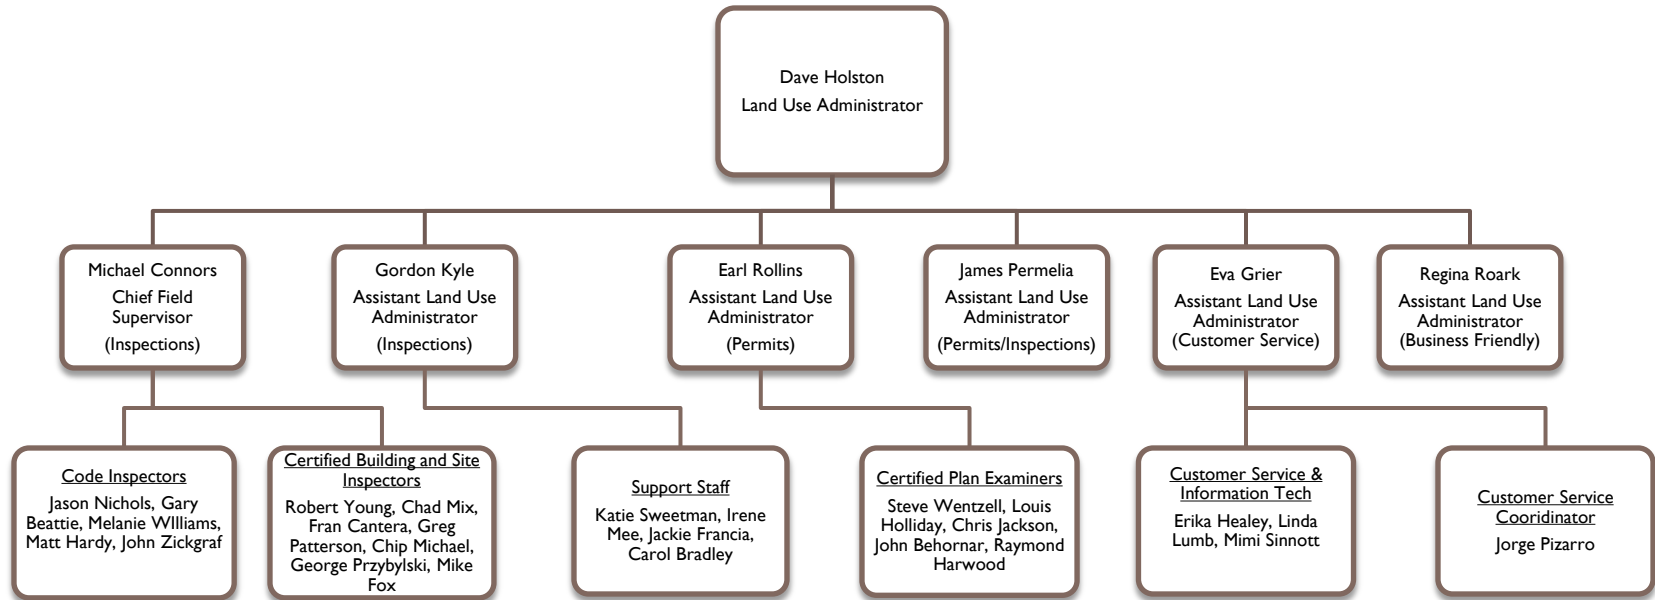 Dave Holston
Land Use Administrator
Michael Connors
Chief Field
Supervisor
(Inspections)
Gordon Kyle
Assistant Land Use
Administrator
(Inspections)
Earl Rollins
Assistant Land Use
Administrator
(Permits)
James Permelia
Assistant Land Use
Administrator
(Permits/Inspections)
Eva Grier
Assistant Land Use
Administrator
(Customer Service)
Regina Roark
Assistant Land Use
Administrator
(Business Friendly)
Code Inspectors
Jason Nichols, Gary
Beattie, Melanie WIlliams,
Matt Hardy, John Zickgraf
Certified Building and Site
Inspectors
Robert Young, Chad Mix,
Fran Cantera, Greg
Patterson, Chip Michael,
George Przybylski, Mike
Fox
Support Staff
Katie Sweetman, Irene
Mee, Jackie Francia,
Carol Bradley
Certified Plan Examiners
Steve Wentzell, Louis
Holliday, Chris Jackson,
John Behornar, Raymond
Harwood
Customer Service &
Information Tech
Erika Healey, Linda
Lumb, Mimi Sinnott
Customer Service
Cooridinator
Jorge Pizarro